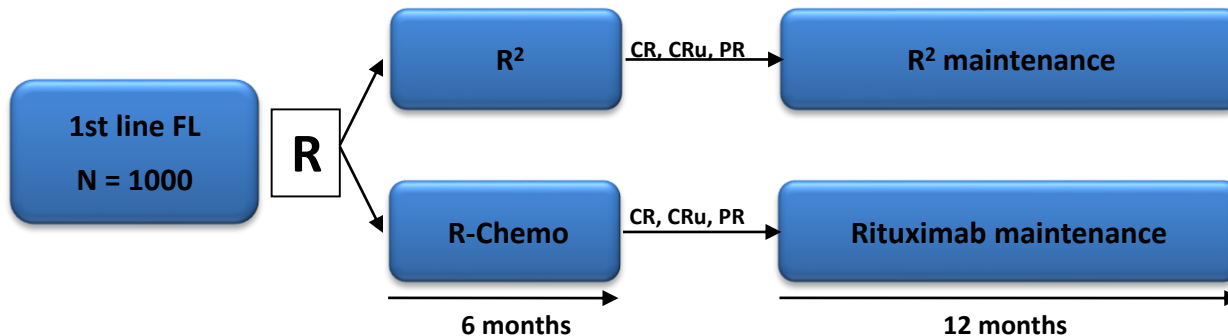 1st line FL
N = 1000
R
R²
CR, CRu, PR
R² maintenance
R-Chemo
CR, CRu, PR
Rituximab maintenance
6 months
12 months